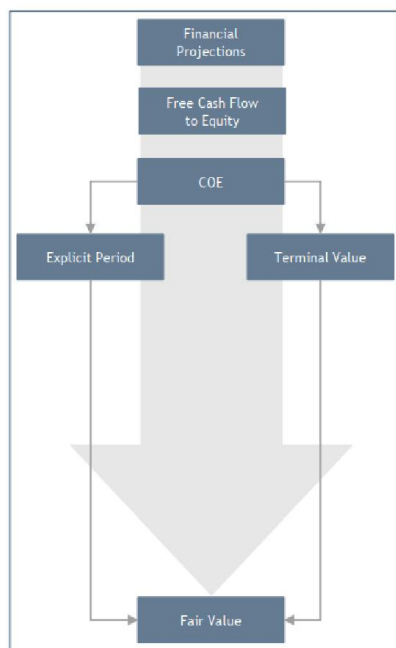 Financial
Projections
Free Cash Flow
to Equity
COE
Explicit Period
Terminal Value
Fair Value